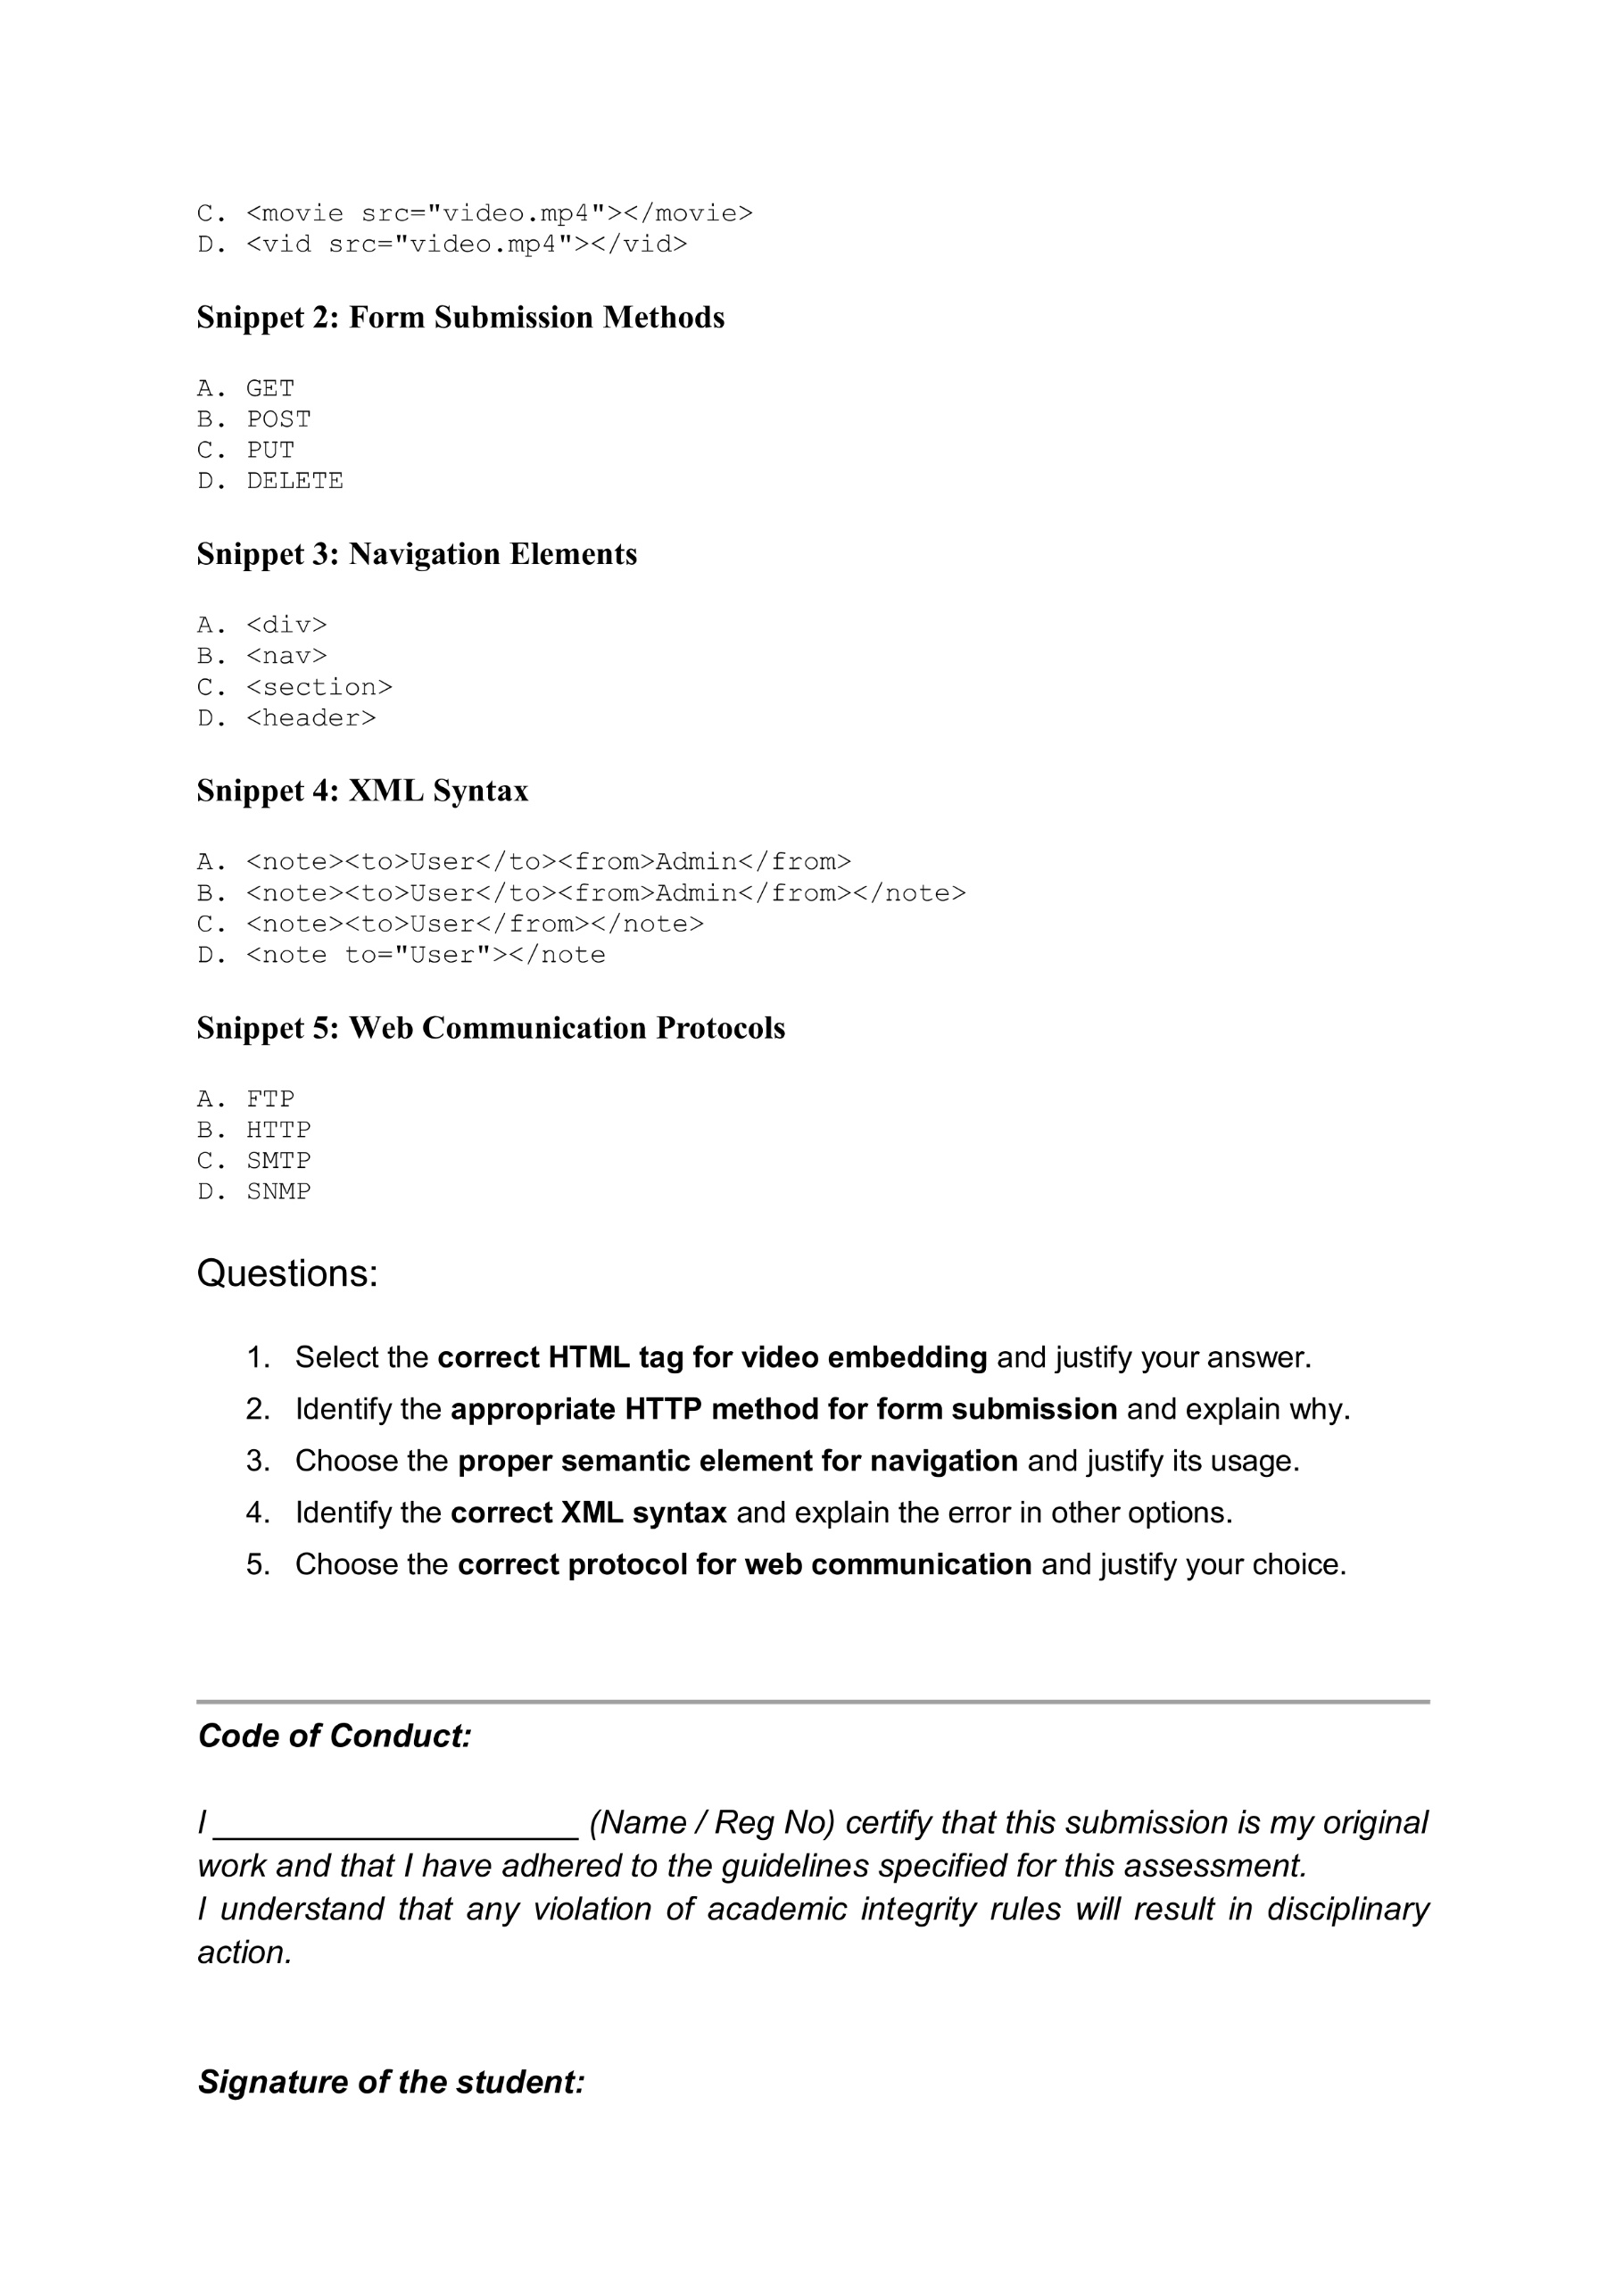 C. <movie src="video.mp4"></movie>
D. <vid src="video.mp4"></vid>
Snippet 2: Form Submission Methods
A. GET
B. POST
C. PUT
D. DELETE
Snippet 3: Navigation Elements
A. <div>
B. <nav>
C. <section>
D. <header>
Snippet 4: XML Syntax
A. <note><to>User</to><from>Admin</from>
B. <note><to>User</to><from>Admin</from></note>
C. <note><to>User</from></note>
D. <note to="User"></note
Snippet 5: Web Communication Protocols
A. FTP
B. HTTP
C. SMTP
D. SNMP
Questions:
1. Select the correct HTML tag for video embedding and justify your answer.
2. Identify the appropriate HTTP method for form submission and explain why.
3. Choose the proper semantic element for navigation and justify its usage.
4. Identify the correct XML syntax and explain the error in other options.
5. Choose the correct protocol for web communication and justify your choice.
Code of Conduct:
I ____________________ (Name / Reg No) certify that this submission is my original
work and that I have adhered to the guidelines specified for this assessment.
I understand that any violation of academic integrity rules will result in disciplinary
action.
Signature of the student: